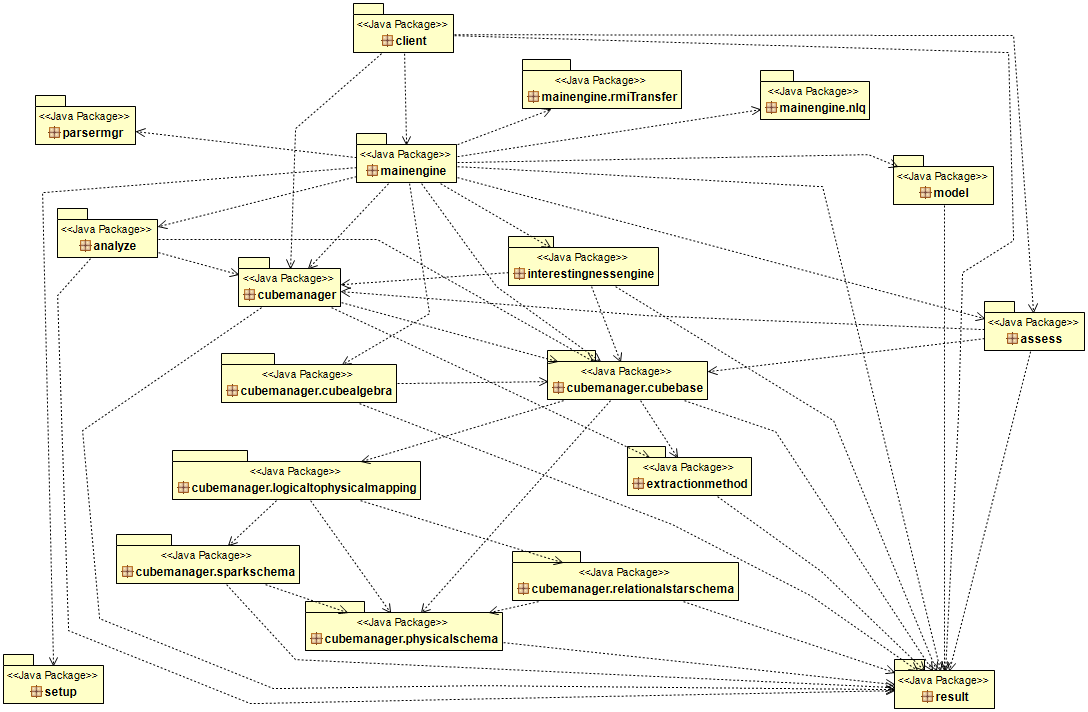 <<Java Package>>
client
<<Java Package>>
mainengine.rmiTransfer
<<Java Package>>
mainengine.nlq
<<Java Package>>
parsermgr
<<Java Package>>
mainengine
<<Java Package>>
model
<<Java Package>>
analyze
<<Java Package>>
interestingnessengine
<<Java Package>>
cubemanager
<<Java Package>>
assess
<<Java Package>>
cubemanager.cubealgebra
<<Java Package>>
cubemanager.cubebase
<<Java Package>>
cubemanager.logicaltophysicalmapping
<<Java Package>>
extractionmethod
<<Java Package>>
cubemanager.sparkschema
<<Java Package>>
cubemanager.relationalstarschema
<<Java Package>>
cubemanager.physicalschema
<<Java Package>>
setup
<<Java Package>>
result